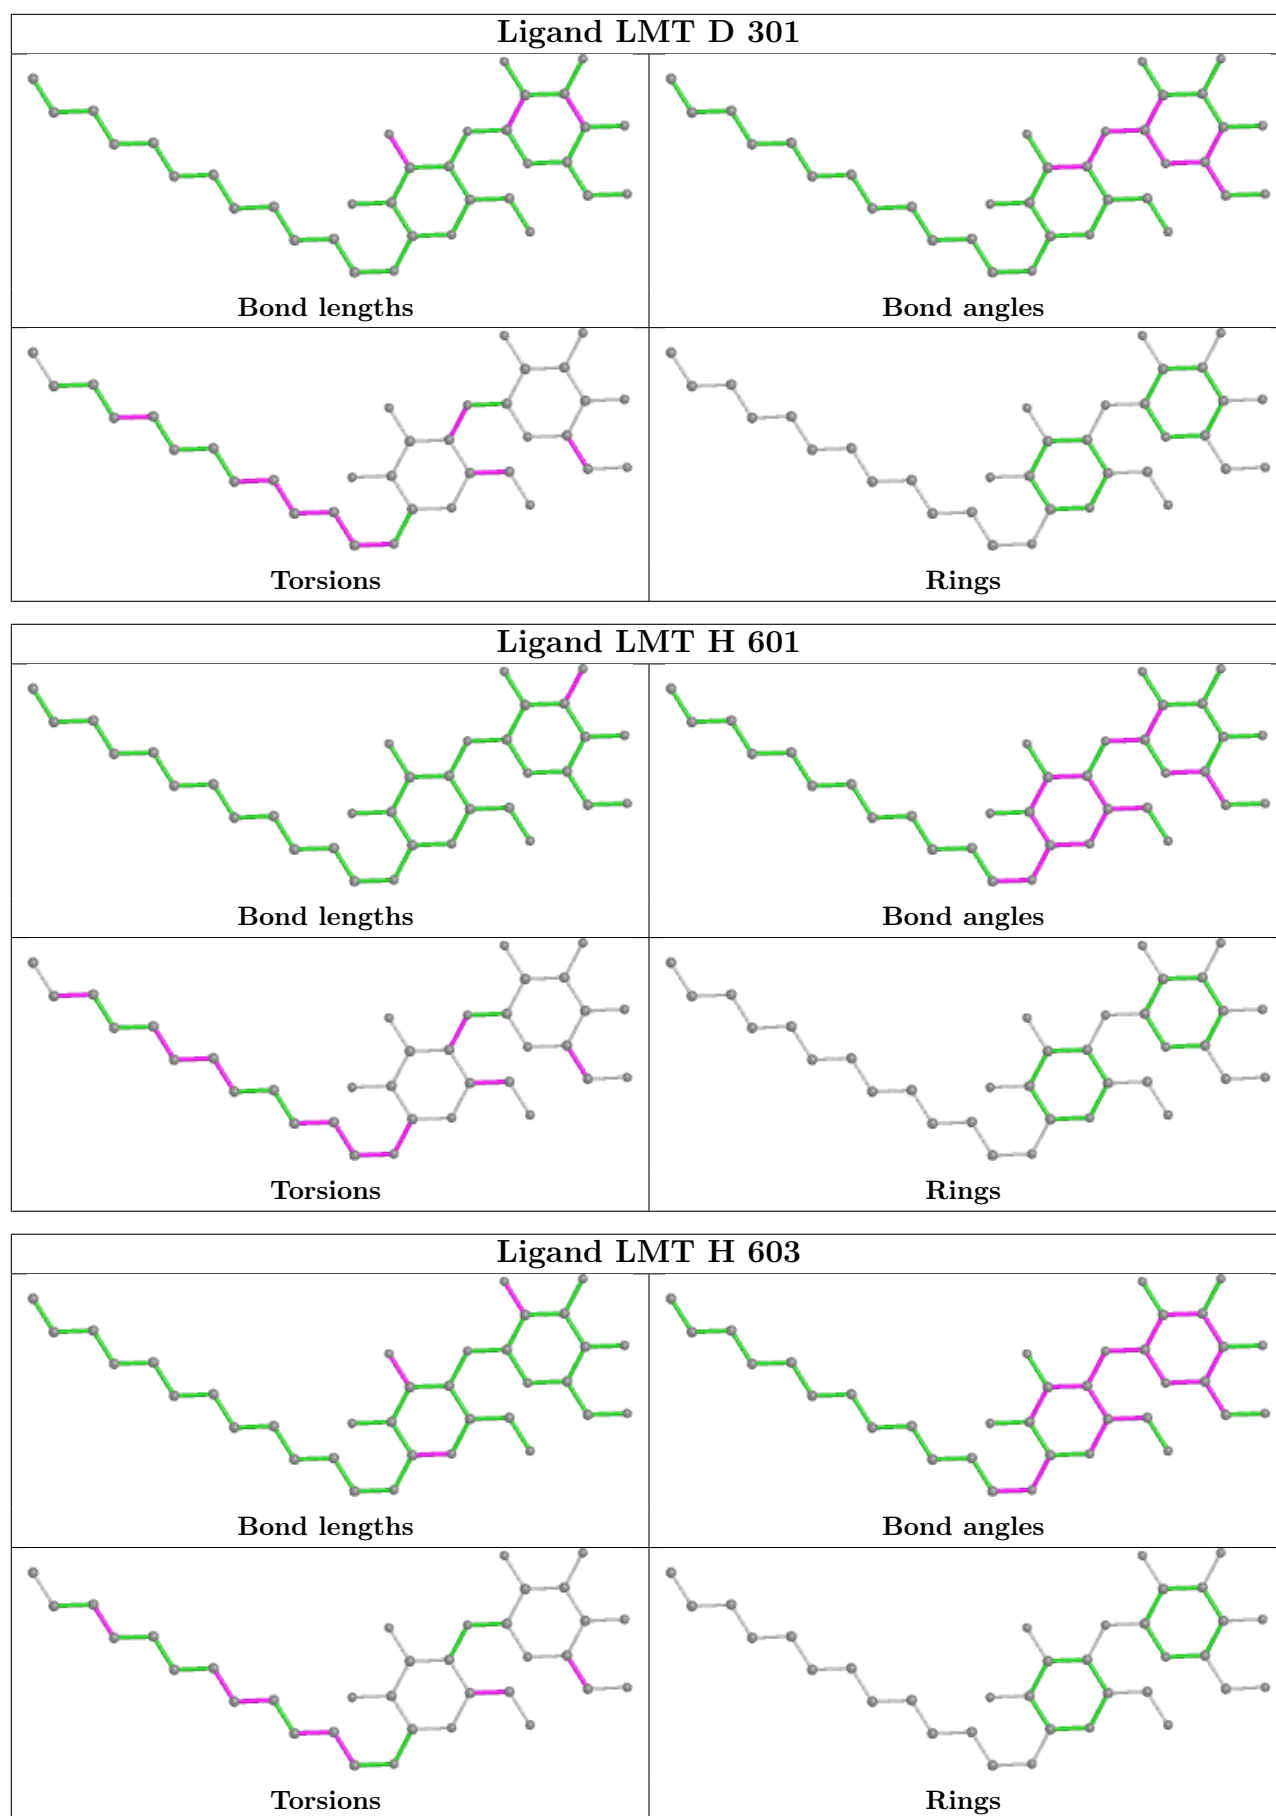 Ligand LMT D 301
Bond lengths
Bond angles
Torsions
Rings
Ligand LMT H 601
Bond lengths
Bond angles
Torsions
Rings
Ligand LMT H 603
Bond lengths
Bond angles
Torsions
Rings